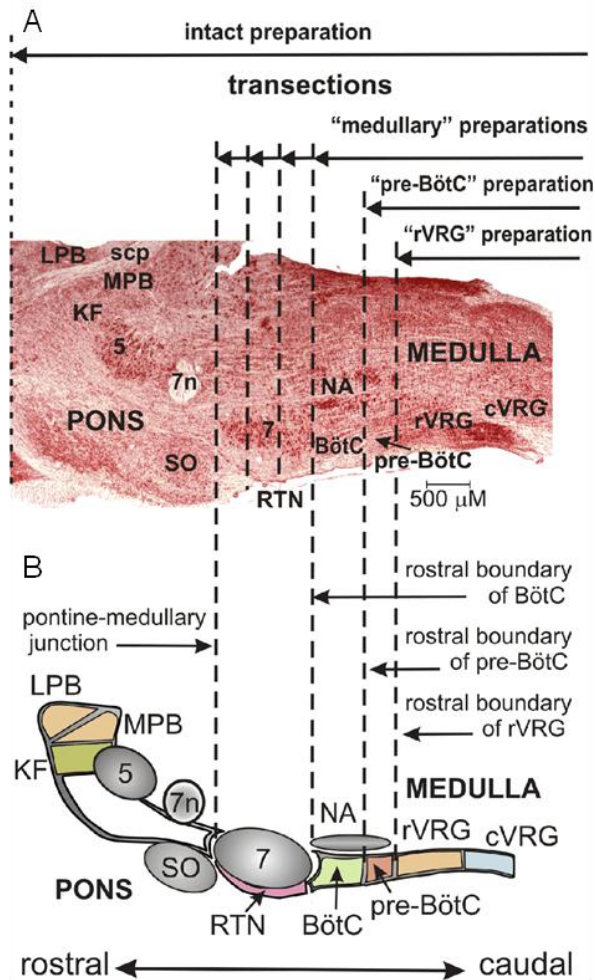 A
intact preparation
transections
“medullary” preparations
“pre-BötC” preparation
“rVRG” preparation
LPB
scp
MPB
KF
5
7n
NA
MEDULLA
PONS
7
rVRG
cVRG
SO
BötC
pre-BötC
RTN
500 µM
B
rostral boundary
of BötC
pontine-medullary
junction
rostral boundary
of pre-BötC
LPB
MPB
rostral boundary
of rVRG
KF
5
7n
MEDULLA
NA
rVRG
cVRG
SO
7
PONS
RTN
BötC
pre-BötC
rostral
caudal